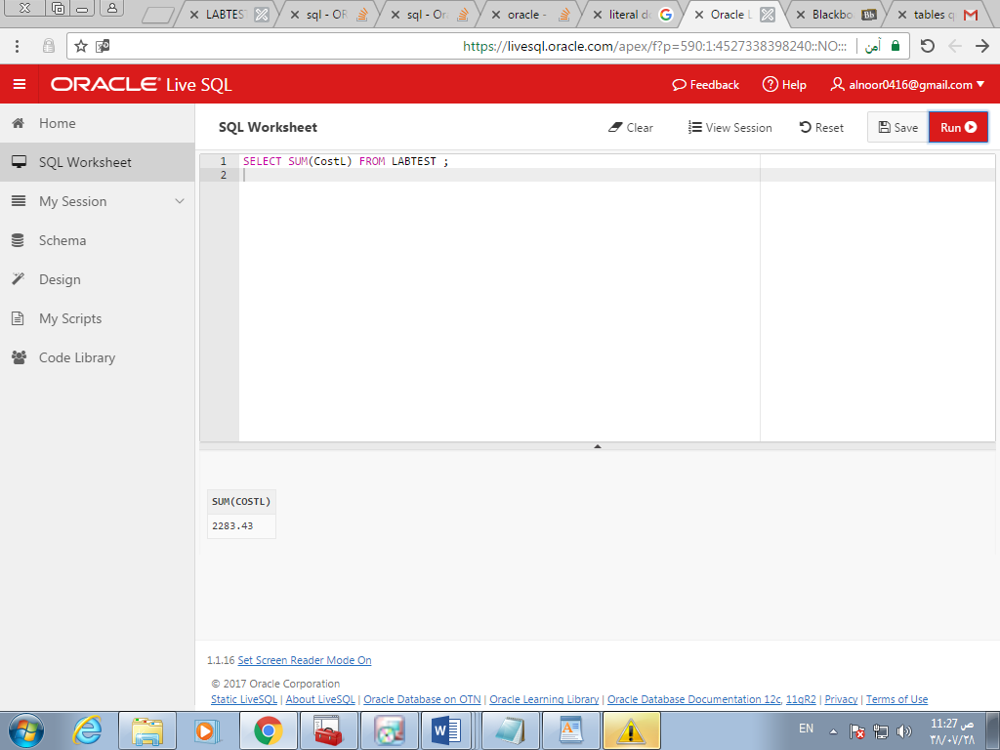 LABTES
sql - OR
sql - Or
oracle -
literal d
Oracle L
Blackbo
Bb
tables q
https://livesql.oracle.com/apex/f?p=590:1:4527338398240::NO:::
آمن
ORACLE Live SQL
Feedback
Help
alnoor0416@gmail.com
Home
SQL Worksheet
My Session
Schema
Design
My Scripts
Code Library
SQL Worksheet
Clear
View Session
Reset
Save
Run
1 SELECT SUM(CostL) FROM LABTEST ;
2
SUM(COSTL)
2283.43
1.1.16 Set Screen Reader Mode On
© 2017 Oracle Corporation
Static LiveSQL | About LiveSQL | Oracle Database on OTN | Oracle Learning Library | Oracle Database Documentation 12c, 11gR2 | Privacy | Terms of Use
EN
11:27 ص
٣٨/٠٧/٢٨